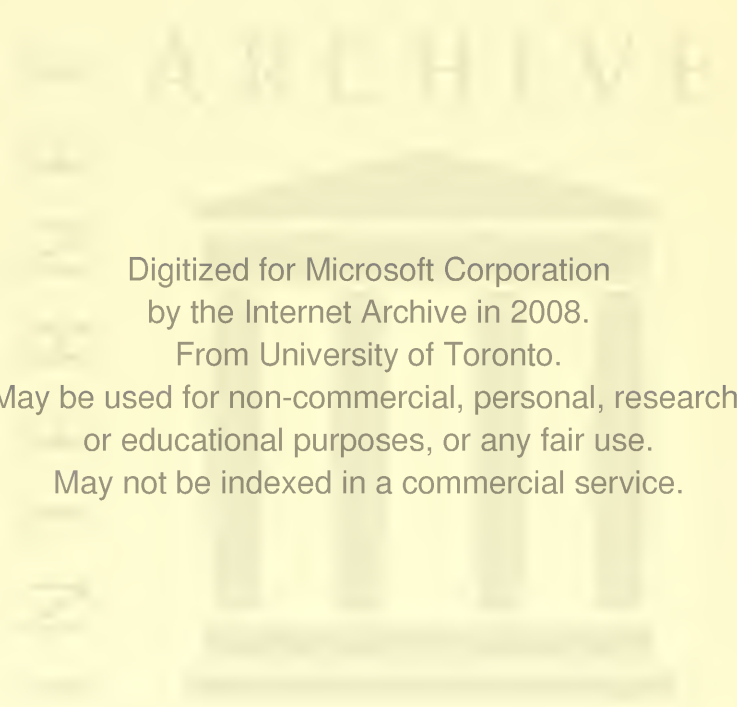 ARCHIVE
INTERNET
Digitized for Microsoft Corporation
by the Internet Archive in 2008.
From University of Toronto.
May be used for non-commercial, personal, research,
or educational purposes, or any fair use.
May not be indexed in a commercial service.